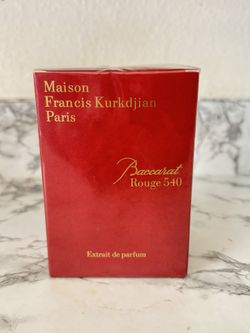 Maison
Francis Kurkdjian
Paris
Baccarat
Rouge 540
Extrait de parfum